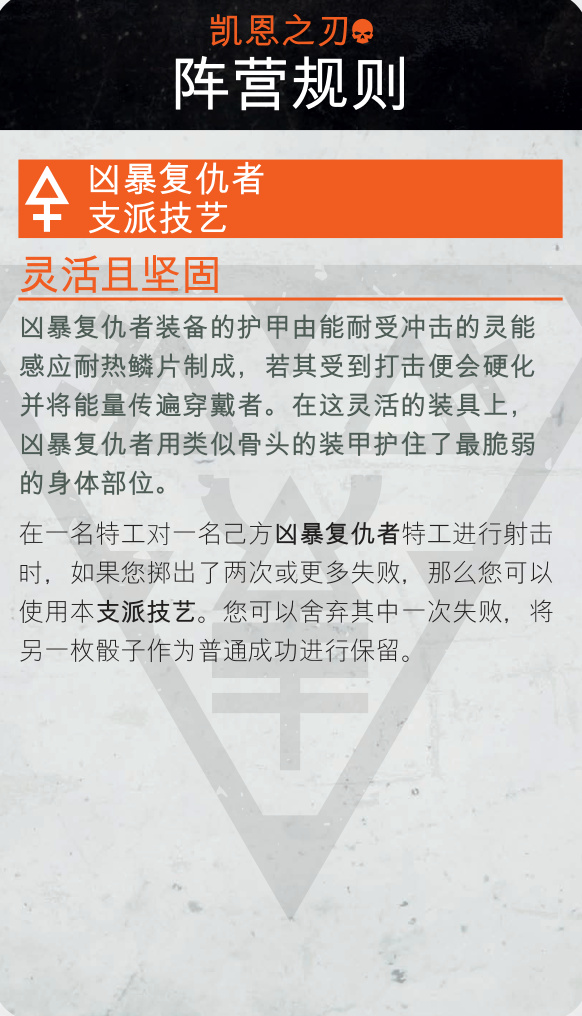 凯恩之刃
阵营规则
凶暴复仇者
支派技艺
灵活且坚固
凶暴复仇者装备的护甲由能耐受冲击的灵能
感应耐热鳞片制成，若其受到打击便会硬化
并将能量传遍穿戴者。在这灵活的装具上，
凶暴复仇者用类似骨头的装甲护住了最脆弱
的身体部位。
在一名特工对一名己方凶暴复仇者特工进行射击
时，如果您掷出了两次或更多失败，那么您可以
使用本支派技艺。您可以舍弃其中一次失败，将
另一枚骰子作为普通成功进行保留。